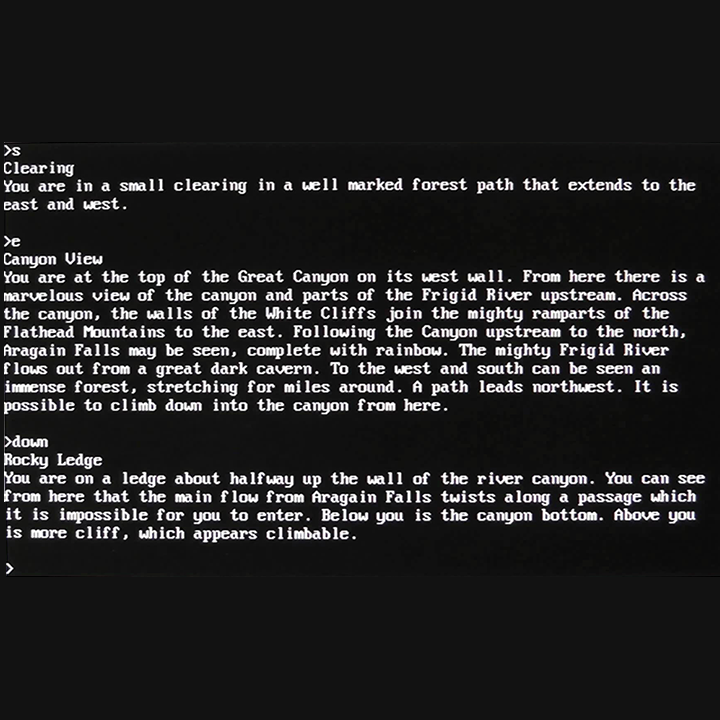 >s
Clearing
You are in a small clearing in a well marked forest path that extends to the
east and west.
>e
Canyon View
You are at the top of the Great Canyon on its west wall. From here there is a
marvelous view of the canyon and parts of the Frigid River upstream. Across
the canyon, the walls of the White Cliffs join the mighty ramparts of the
Flathead Mountains to the east. Following the Canyon upstream to the north,
Aragain Falls may be seen, complete with rainbow. The mighty Frigid River
flows out from a great dark cavern. To the west and south can be seen an
immense forest, stretching for miles around. A path leads northwest. It is
possible to climb down into the canyon from here.
>down
Rocky Ledge
You are on a ledge about halfway up the wall of the river canyon. You can see
from here that the main flow from Aragain Falls twists along a passage which
it is impossible for you to enter. Below you is the canyon bottom. Above you
is more cliff, which appears climbable.
>